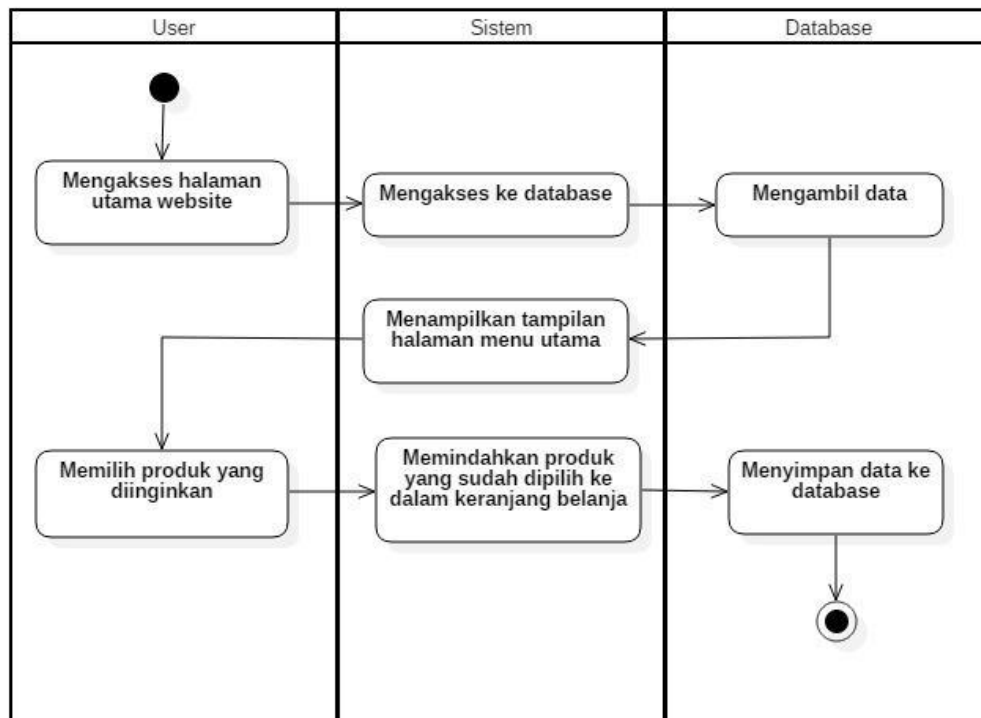 User
Sistem
Database
Mengakses halaman
utama website
Mengakses ke database
Mengambil data
Menampilkan tampilan
halaman menu utama
Memilih produk yang
diinginkan
Memindahkan produk
yang sudah dipilih ke
dalam keranjang belanja
Menyimpan data ke
database